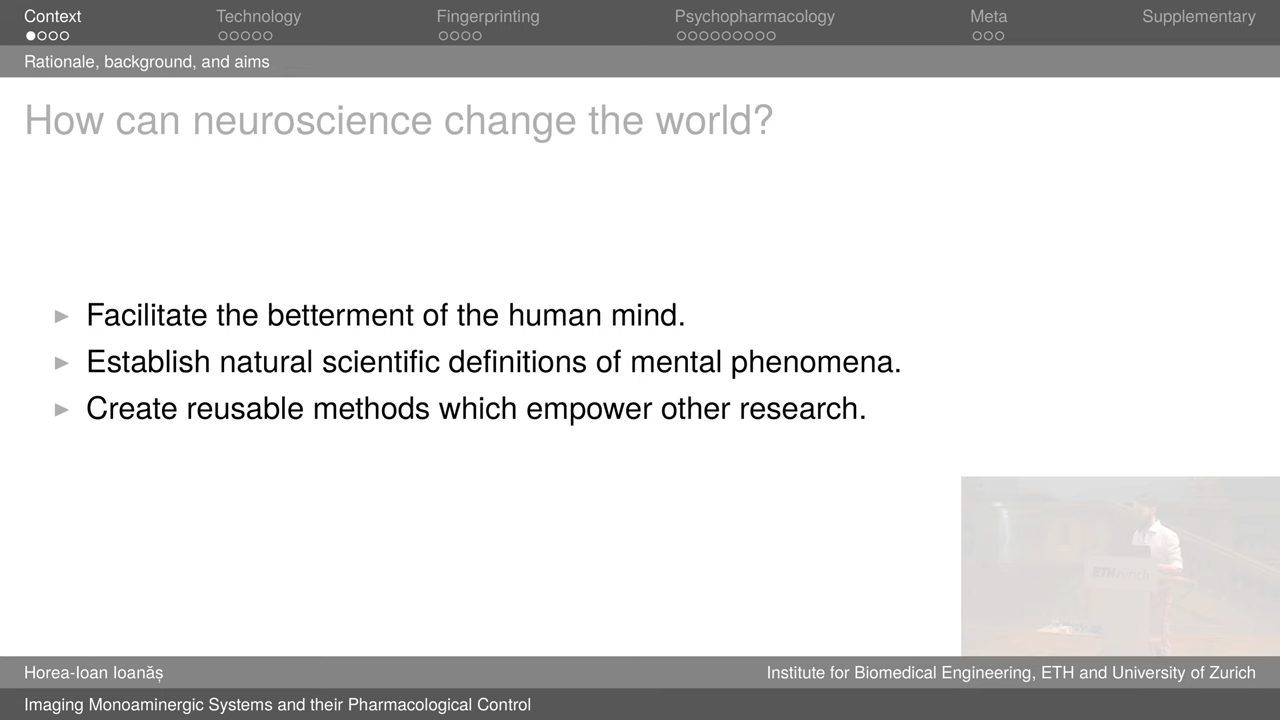 Context Technology Fingerprinting Psychopharmacology Meta Supplementary
Rationale, background, and aims
How can neuroscience change the world?
Facilitate the betterment of the human mind.
Establish natural scientific definitions of mental phenomena.
Create reusable methods which empower other research.
ETH zürich
Horea-Ioan Ioanăș Institute for Biomedical Engineering, ETH and University of Zurich
Imaging Monoaminergic Systems and their Pharmacological Control